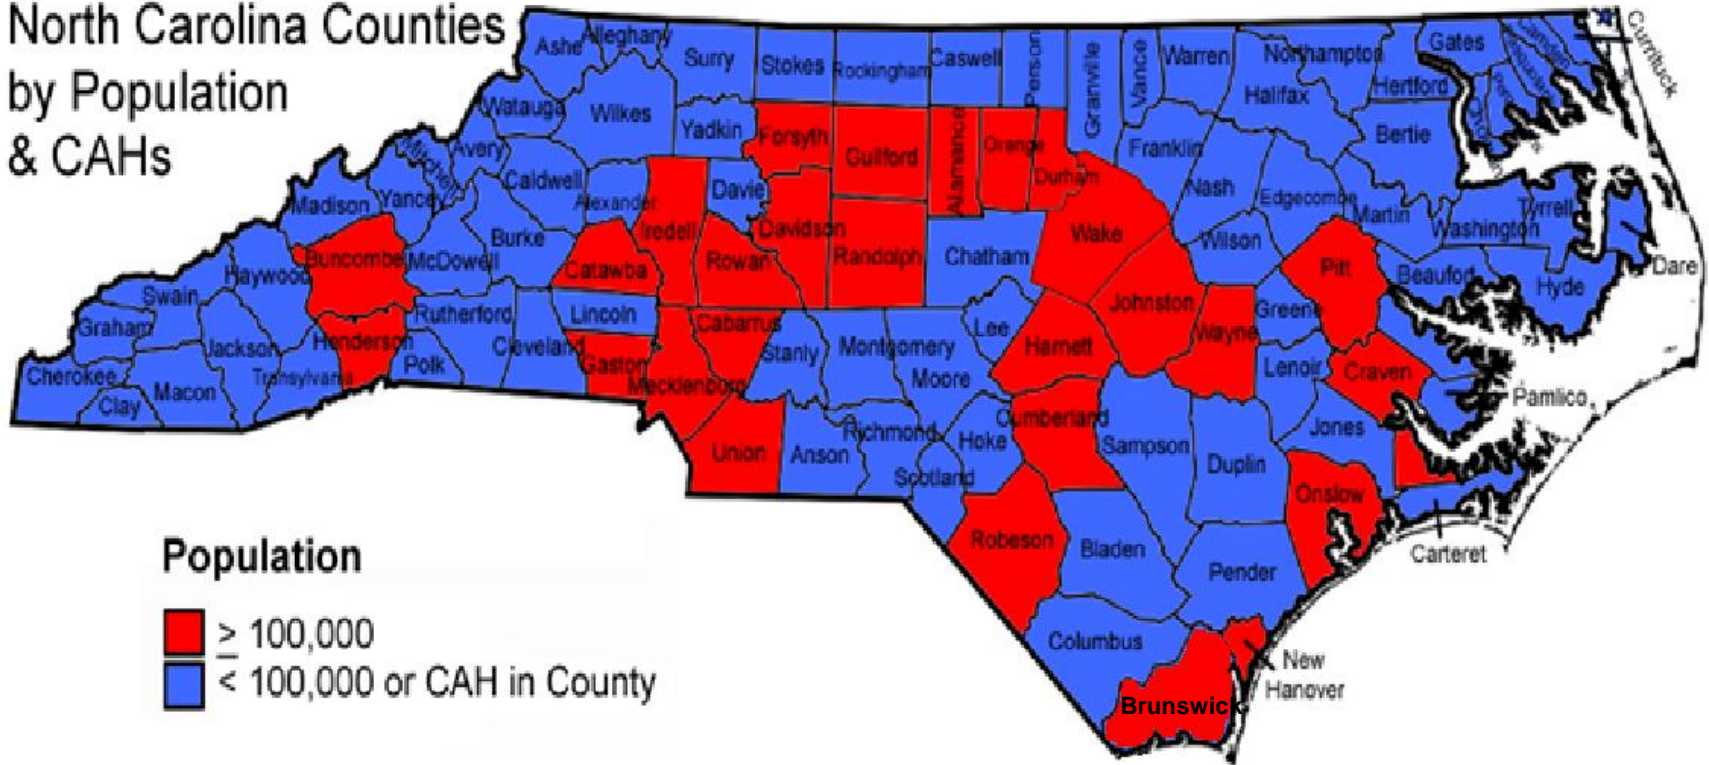 North Carolina Counties
by Population
& CAHs
Ashe
Alleghany
Surry
Stokes
Rockingham
Caswell
Person
Granville
Vance
Warren
Northampton
Gates
Camden
Currituck
Hertford
Halifax
Watauga
Wilkes
Yadkin
Forsyth
Guilford
Alamance
Orange
Durham
Franklin
Bertie
Mitchell
Avery
Caldwell
Alexander
Davie
Nash
Edgecombe
Martin
Washington
Tyrrell
Madison
Yancey
Burke
Iredell
Davidson
Randolph
Chatham
Wake
Wilson
Pitt
Beaufod
Hyde
Dare
Buncombe
McDowell
Catawba
Rowan
Haywood
Swain
Rutherford
Lincoln
Cabarrus
Lee
Johnston
Wayne
Greene
Graham
Jackson
Henderson
Polk
Cleveland
Gaston
Mecklenburg
Stanly
Montgomery
Moore
Harnett
Lenoir
Craven
Pamlico
Cherokee
Clay
Macon
Transylvania
Union
Anson
Richmond
Scotland
Hoke
Cumberland
Sampson
Duplin
Jones
Onslow
Carteret
Robeson
Bladen
Pender
Columbus
Brunswick
New
Hanover
Population
≥ 100,000
< 100,000 or CAH in County